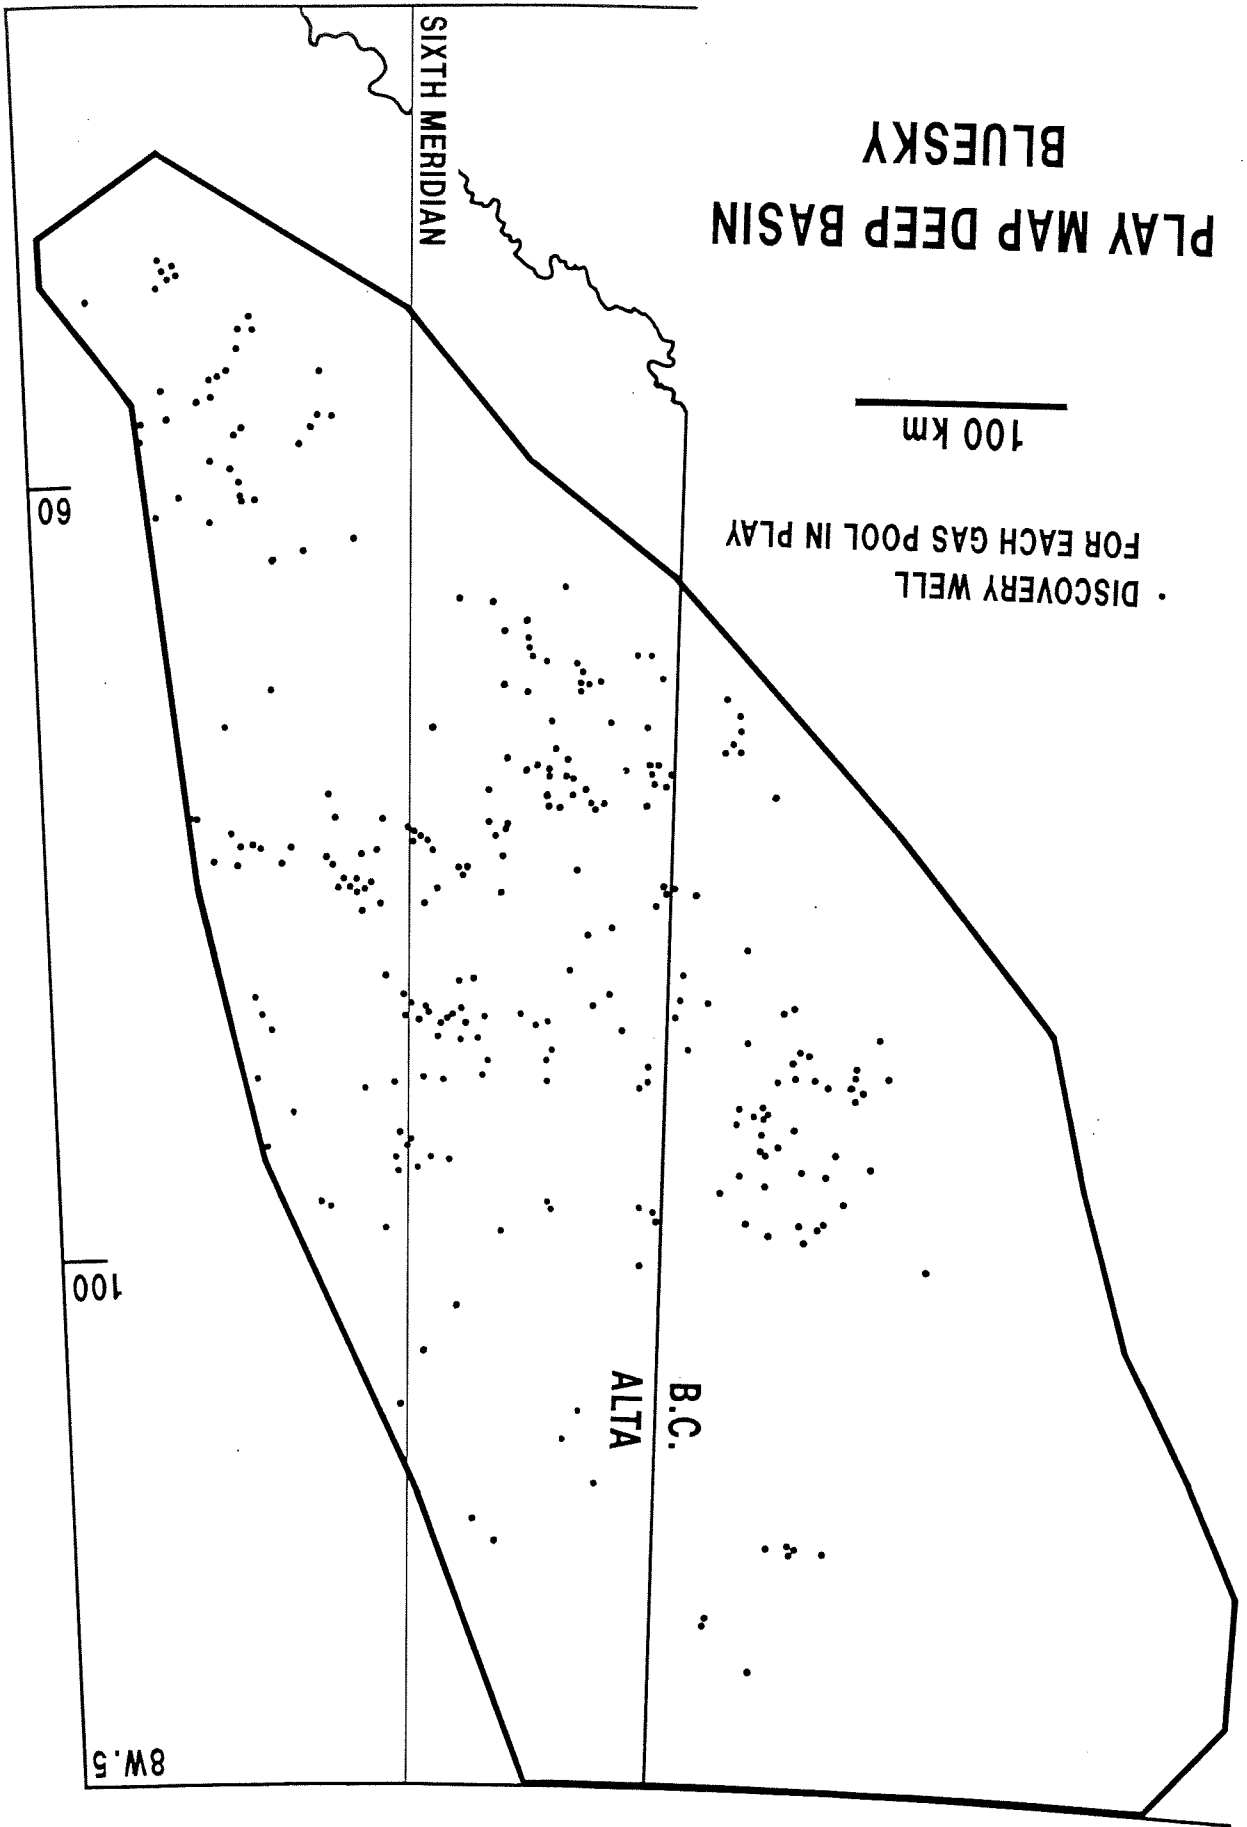 8W.5
B.C.
ALTA
100
• DISCOVERY WELL
FOR EACH GAS POOL IN PLAY
60
100 km
PLAY MAP DEEP BASIN
BLUESKY
SIXTH MERIDIAN